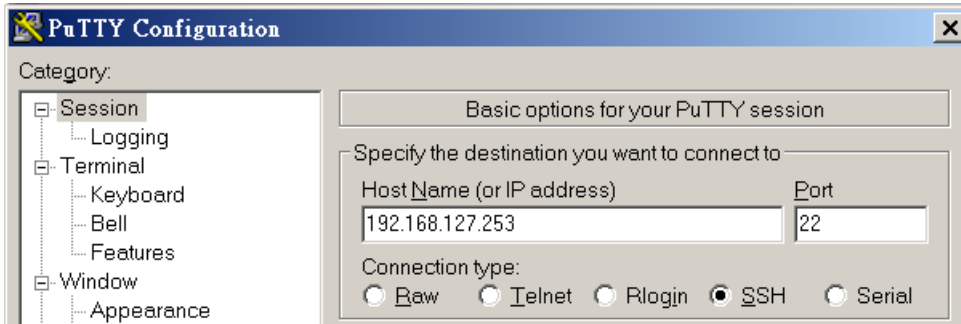 PuTTY Configuration
Category:
Session
Logging
Terminal
Keyboard
Bell
Features
Window
Appearance
Basic options for your PuTTY session
Specify the destination you want to connect to
Host Name (or IP address) Port
192.168.127.253 22
Connection type:
Raw Telnet Rlogin SSH Serial